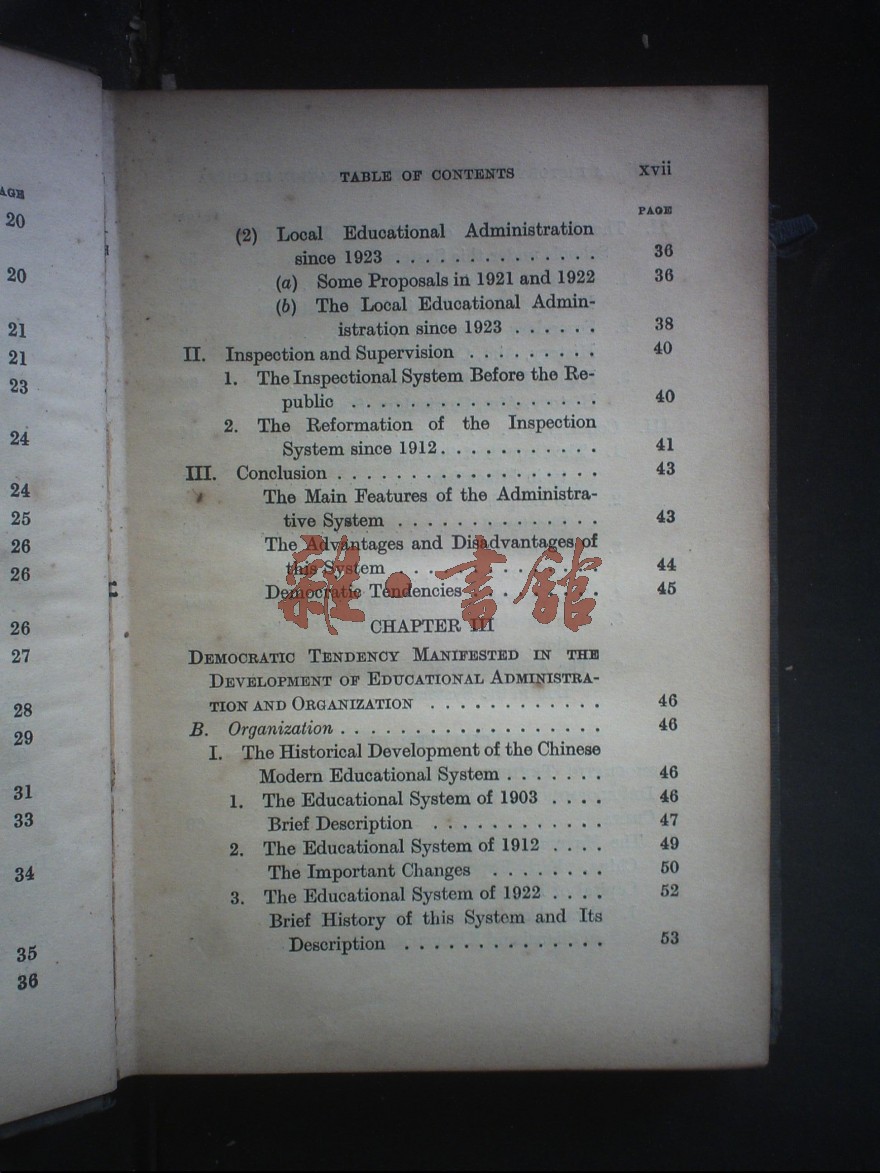 AGE
20
20
21
21
23
24
24
25
26
26
26
27
28
29
31
33
34
35
36
TABLE OF CONTENTS xvii
PAGE
(2) Local Educational Administration
since 1923 . . . . . . . . . . . . . . 36
(a) Some Proposals in 1921 and 1922 36
(b) The Local Educational Admin-
istration since 1923 . . . . . . 38
II. Inspection and Supervision . . . . . . . . . 40
1. The Inspectional System Before the Re-
public . . . . . . . . . . . . . . . . . 40
2. The Reformation of the Inspection
System since 1912. . . . . . . . . . . 41
III. Conclusion . . . . . . . . . . . . . . . . . . 43
The Main Features of the Administra-
tive System . . . . . . . . . . . . . . 43
The Advantages and Disadvantages of
this System . . . . . . . . . . . . . . 44
Democratic Tendencies . . . . . . . . . 45
雜·書館
CHAPTER III
DEMOCRATIC TENDENCY MANIFESTED IN THE
DEVELOPMENT OF EDUCATIONAL ADMINISTRA-
TION AND ORGANIZATION . . . . . . . . . . . . 46
B. Organization . . . . . . . . . . . . . . . . . . 46
I. The Historical Development of the Chinese
Modern Educational System . . . . . . . 46
1. The Educational System of 1903 . . . . 46
Brief Description . . . . . . . . . . . . 47
2. The Educational System of 1912 . . . . 49
The Important Changes . . . . . . . . 50
3. The Educational System of 1922 . . . . 52
Brief History of this System and Its
Description . . . . . . . . . . . . . . 53